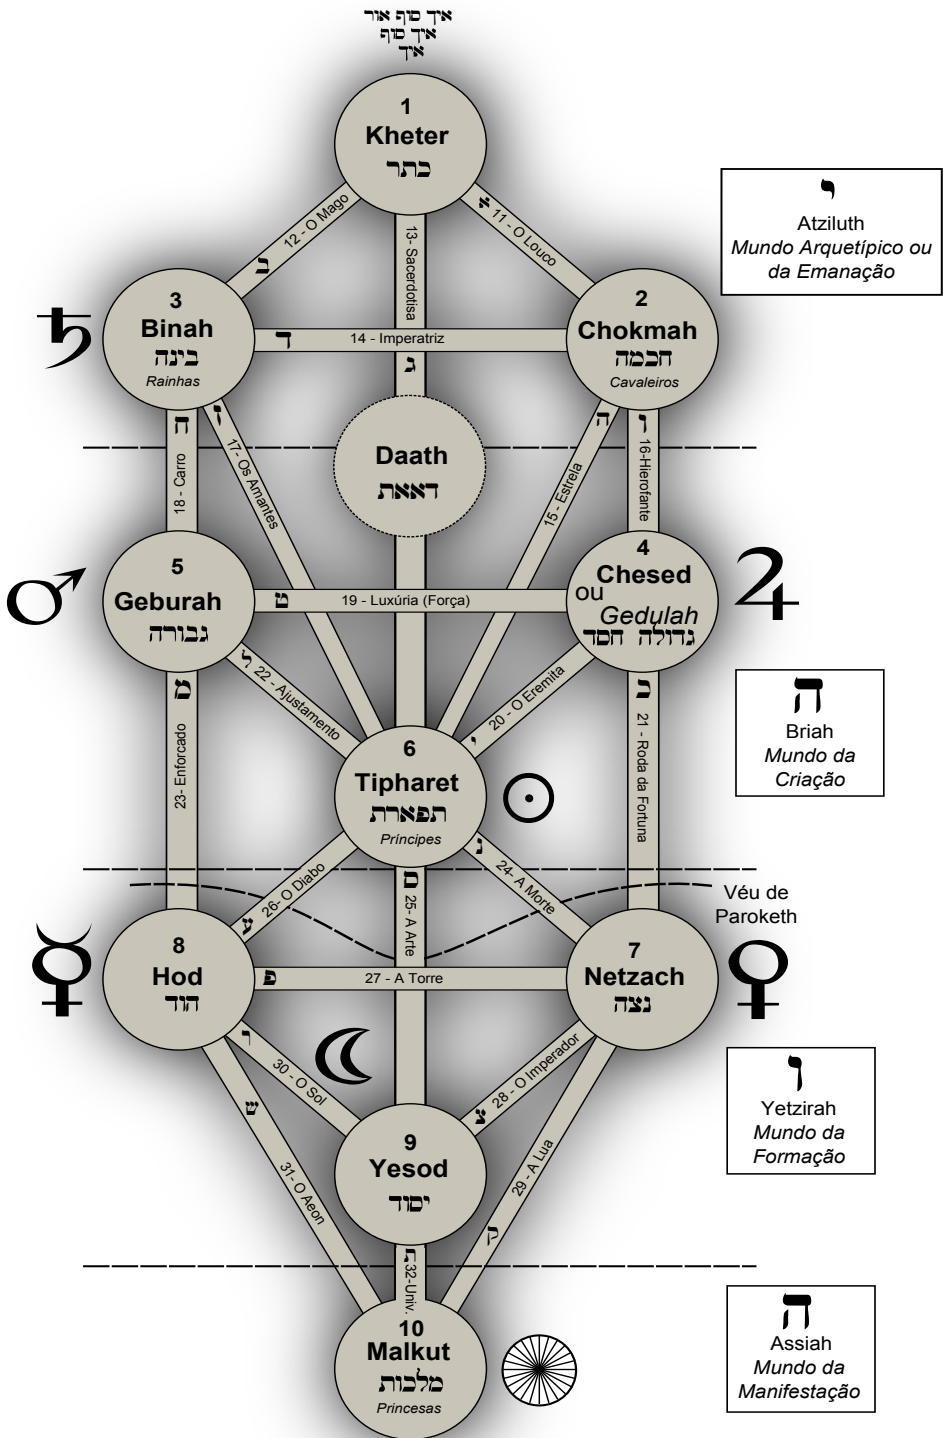 איך סוף אור
איך סוף
איך
1
Kheter
כתר
א
11 - O Louco
12 - O Mago
ב
13- Sacerdotisa
ג
Atziluth
י
Mundo Arquetípico ou
da Emanação
3
Binah
בינה
Rainhas
2
Chokmah
חכמה
Cavaleiros
ד
14 - Imperatriz
ח
18 - Carro
ז
17- Os Amantes
Daath
דאאת
ה
15 - Estrela
ו
16-Hierofante
5
Geburah
גבורה
4
Chesed
ou
Gedulah
גדולה חסד
ט
19 - Luxúria (Força)
מ
23- Enforcado
ל
22 - Ajustamento
י
20 - O Eremita
כ
21 - Roda da Fortuna
ה
Briah
Mundo da
Criação
6
Tipharet
תפארת
Príncipes
ע
26- O Diabo
ם
25 - A Arte
נ
24- A Morte
Véu de
Paroketh
8
Hod
הוד
7
Netzach
נצה
פ
27 - A Torre
ר
30 - O Sol
צ
28 - O Imperador
ש
31- O Aeon
ק
29 - A Lua
ו
Yetzirah
Mundo da
Formação
9
Yesod
יסוד
ת
32-Univ.
10
Malkut
מלכות
Princesas
ה
Assiah
Mundo da
Manifestação